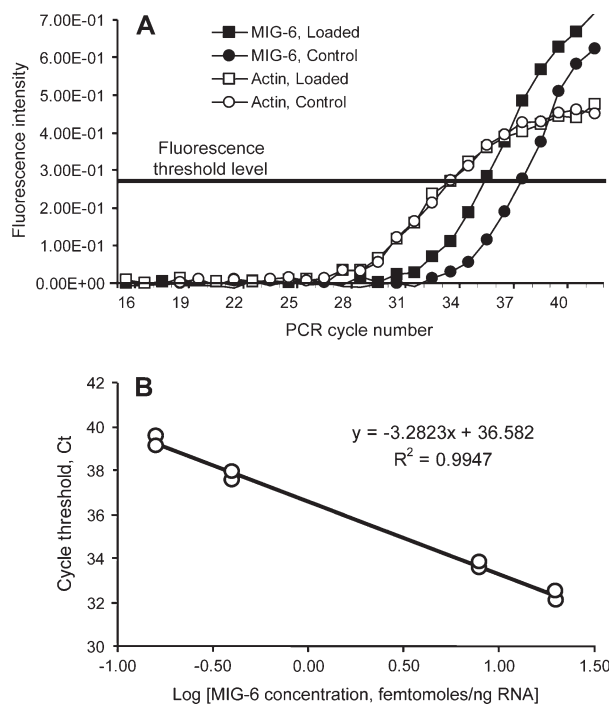 A
7.00E-01
6.00E-01
5.00E-01
4.00E-01
3.00E-01
2.00E-01
1.00E-01
0.00E+00
Fluorescence intensity
MIG-6, Loaded
MIG-6, Control
Actin, Loaded
Actin, Control
Fluorescence
threshold level
16 19 22 25 28 31 34 37 40
PCR cycle number
B
42
40
38
36
34
32
30
Cycle threshold, Ct
y = -3.2823x + 36.582
R² = 0.9947
-1.00 -0.50 0.00 0.50 1.00 1.50
Log [MIG-6 concentration, femtomoles/ng RNA]